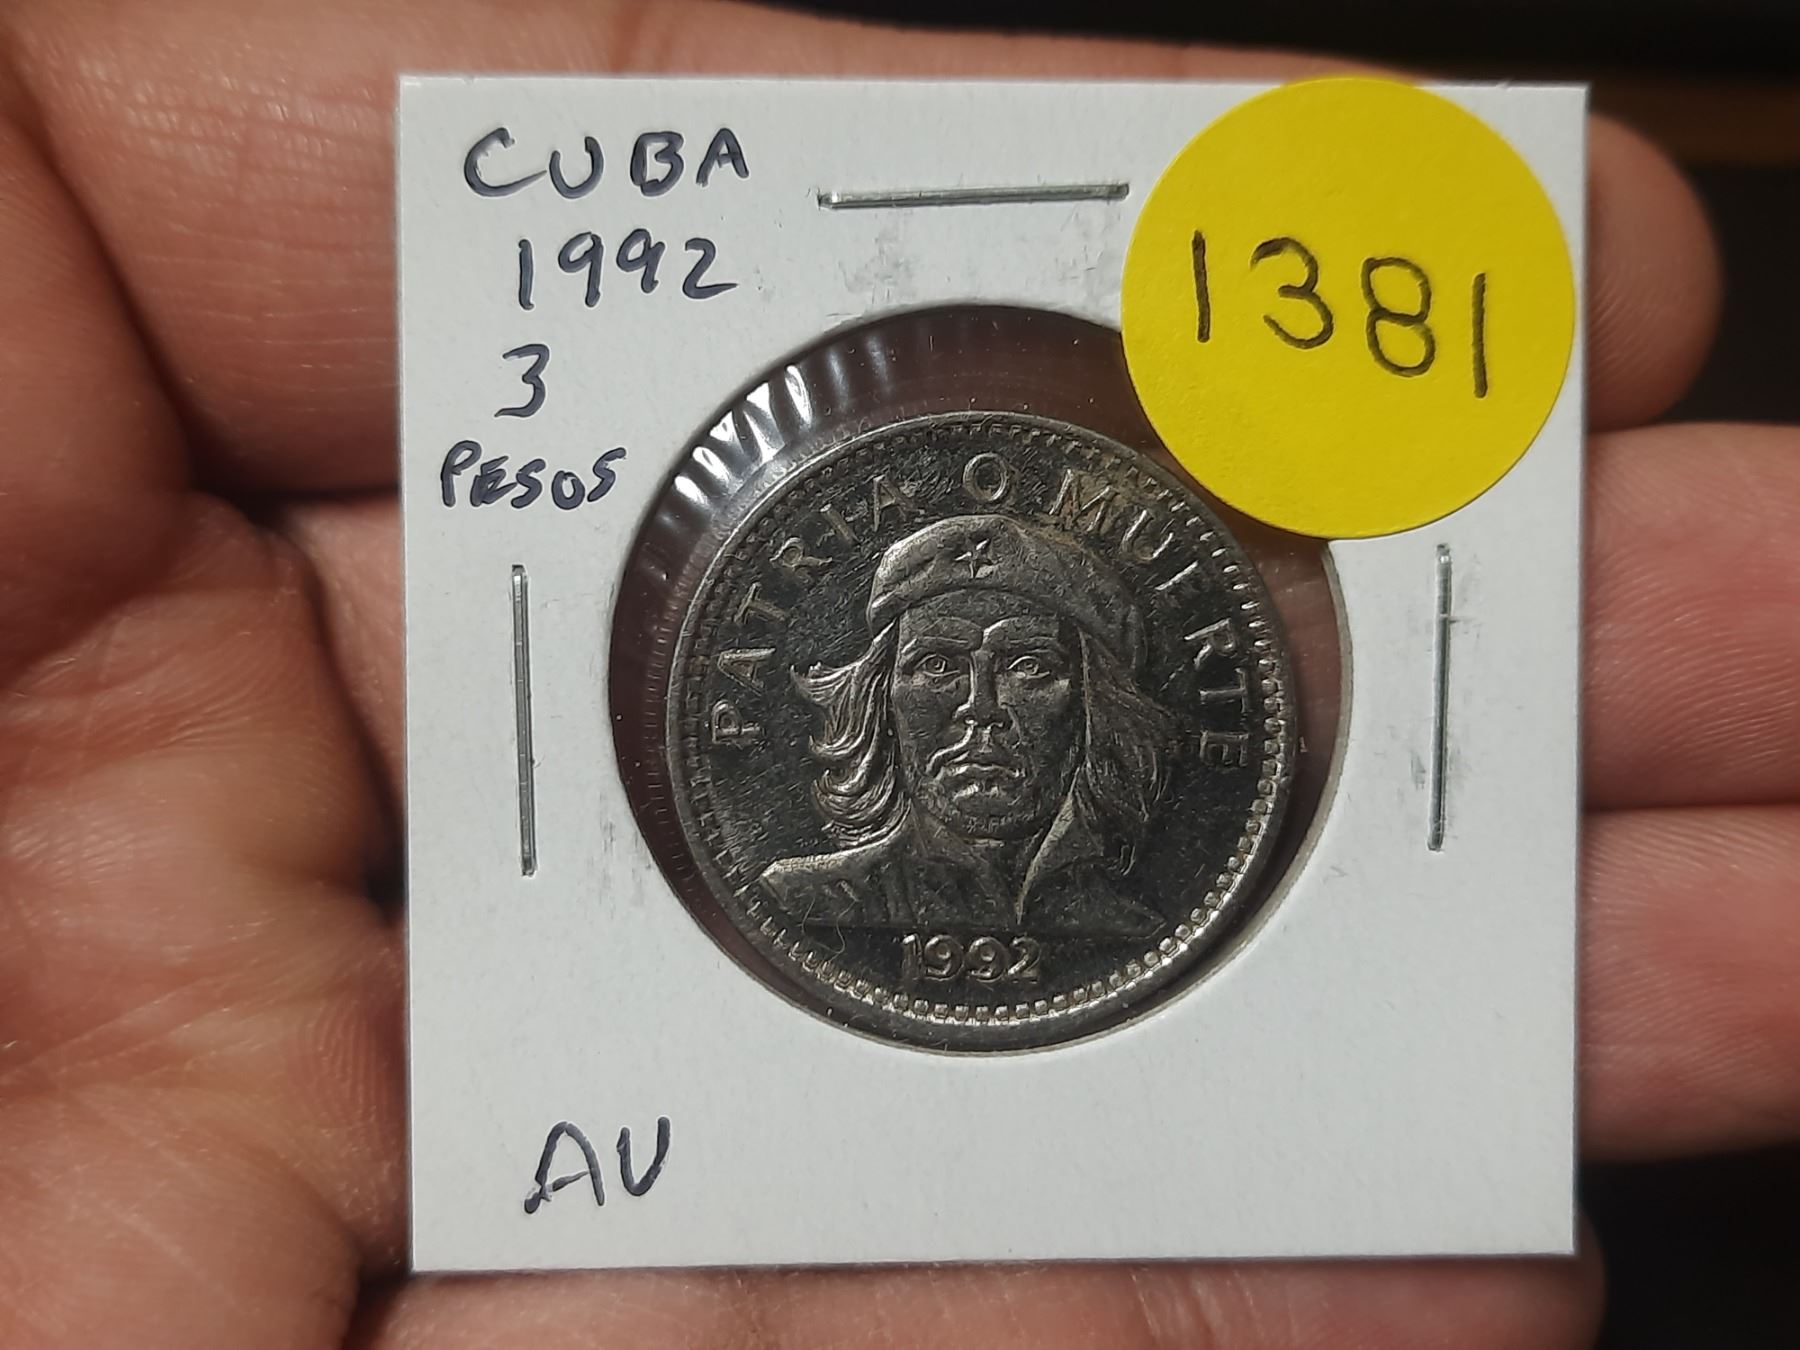 CUBA
1992
3
PESOS
1381
PATRIA O MUERTE
1992
AU